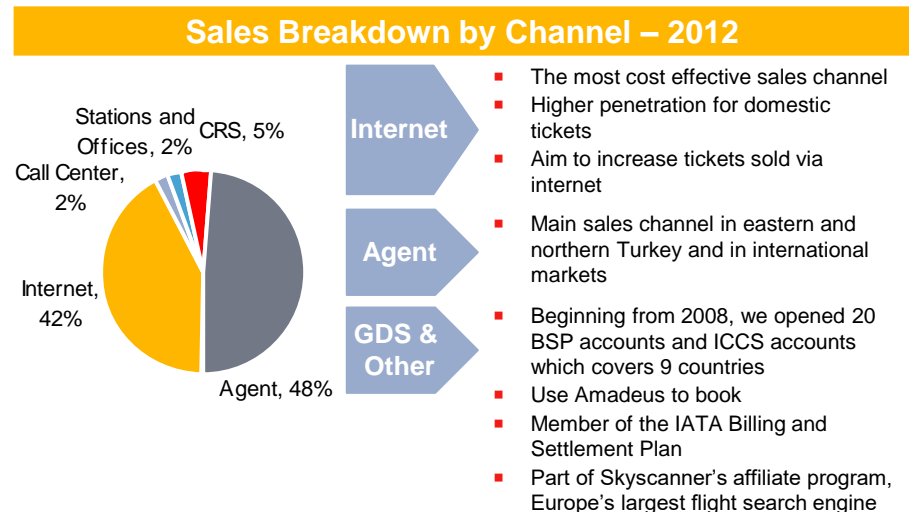 Sales Breakdown by Channel – 2012
Stations and
Offices, 2%
CRS, 5%
Call Center,
2%
Internet,
42%
Agent, 48%
Internet
The most cost effective sales channel
Higher penetration for domestic
tickets
Aim to increase tickets sold via
internet
Agent
Main sales channel in eastern and
northern Turkey and in international
markets
GDS &
Other
Beginning from 2008, we opened 20
BSP accounts and ICCS accounts
which covers 9 countries
Use Amadeus to book
Member of the IATA Billing and
Settlement Plan
Part of Skyscanner’s affiliate program,
Europe’s largest flight search engine